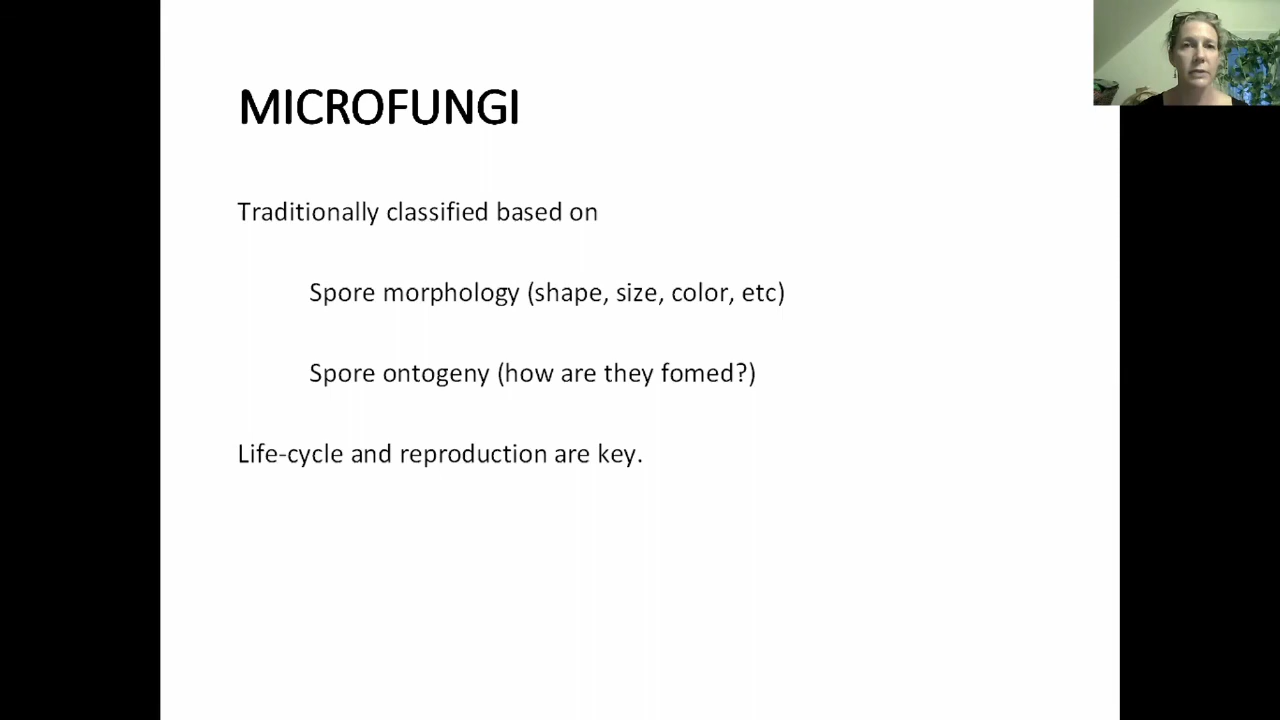 MICROFUNGI
Traditionally classified based on
Spore morphology (shape, size, color, etc)
Spore ontogeny (how are they fomed?)
Life-cycle and reproduction are key.